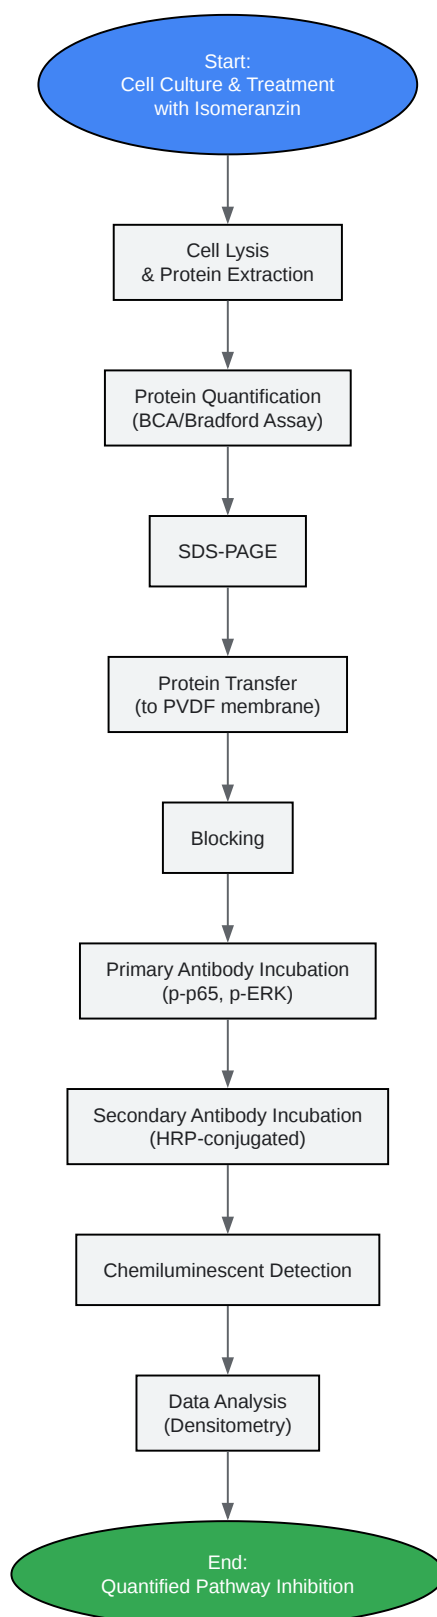 Start:
Cell Culture & Treatment
with Isomeranzin
Cell Lysis
& Protein Extraction
Protein Quantification
(BCA/Bradford Assay)
SDS-PAGE
Protein Transfer
(to PVDF membrane)
Blocking
Primary Antibody Incubation
(p-p65, p-ERK)
Secondary Antibody Incubation
(HRP-conjugated)
Chemiluminescent Detection
Data Analysis
(Densitometry)
End:
Quantified Pathway Inhibition